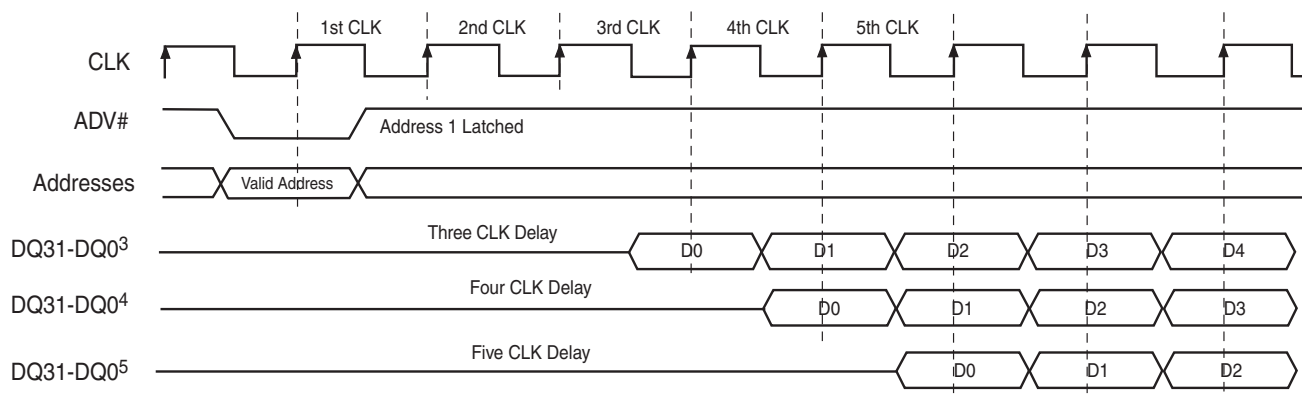 1st CLK 2nd CLK 3rd CLK 4th CLK 5th CLK
CLK
ADV#
Address 1 Latched
Addresses
Valid Address
Three CLK Delay
DQ31-DQ0³ D0 D1 D2 D3 D4
Four CLK Delay
DQ31-DQ0⁴ D0 D1 D2 D3
Five CLK Delay
DQ31-DQ0⁵ D0 D1 D2